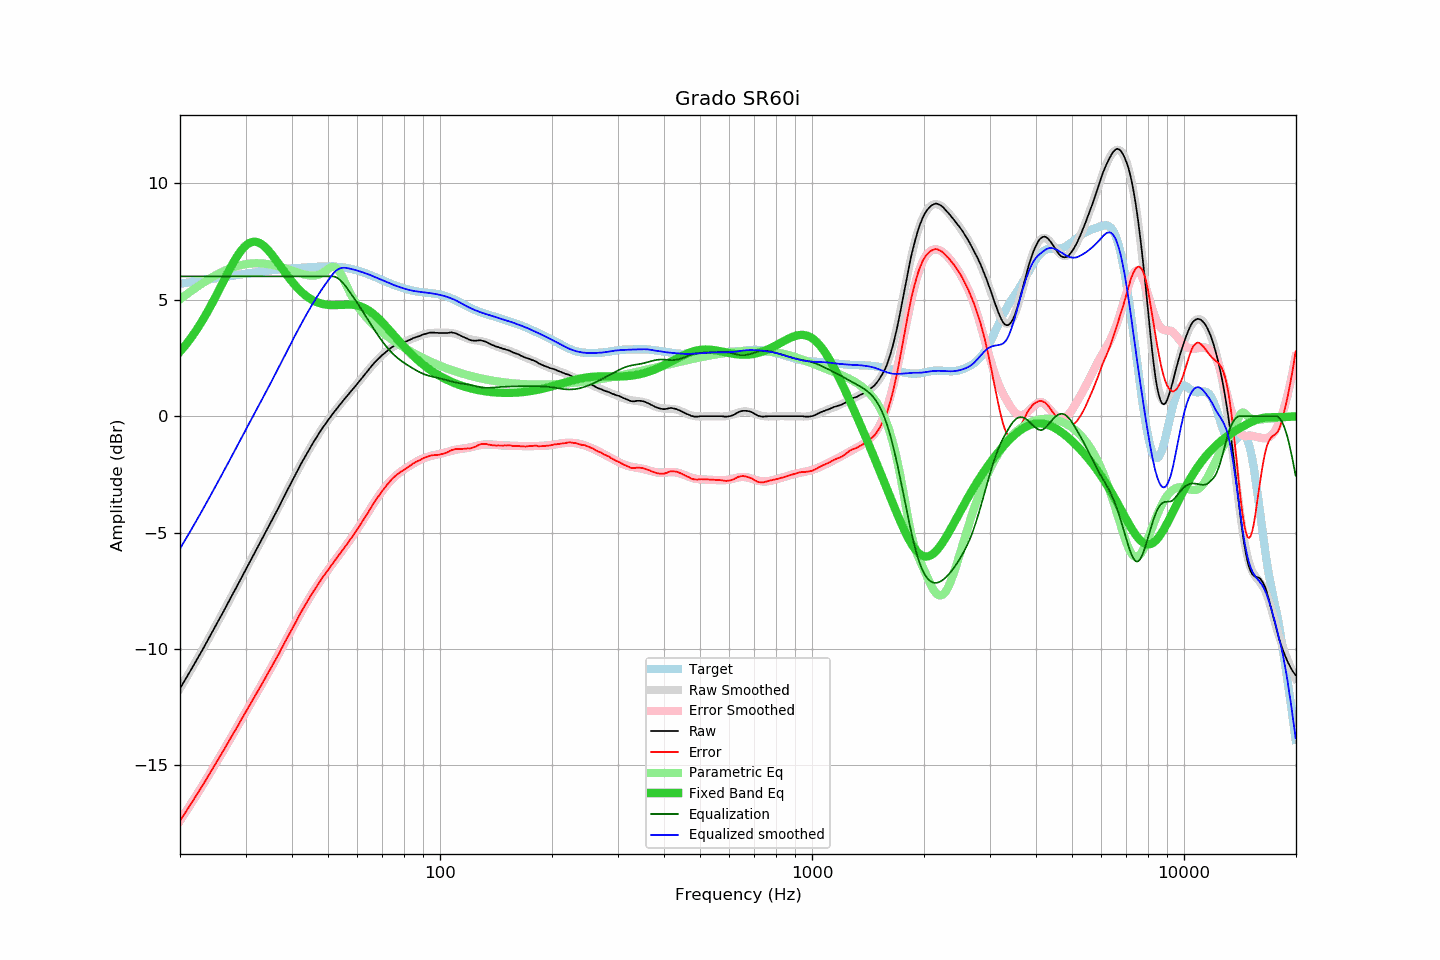 Grado SR60i
Amplitude (dBr)
10
5
0
−5
−10
−15
Target
Raw Smoothed
Error Smoothed
Raw
Error
Parametric Eq
Fixed Band Eq
Equalization
Equalized smoothed
100
1000
10000
Frequency (Hz)